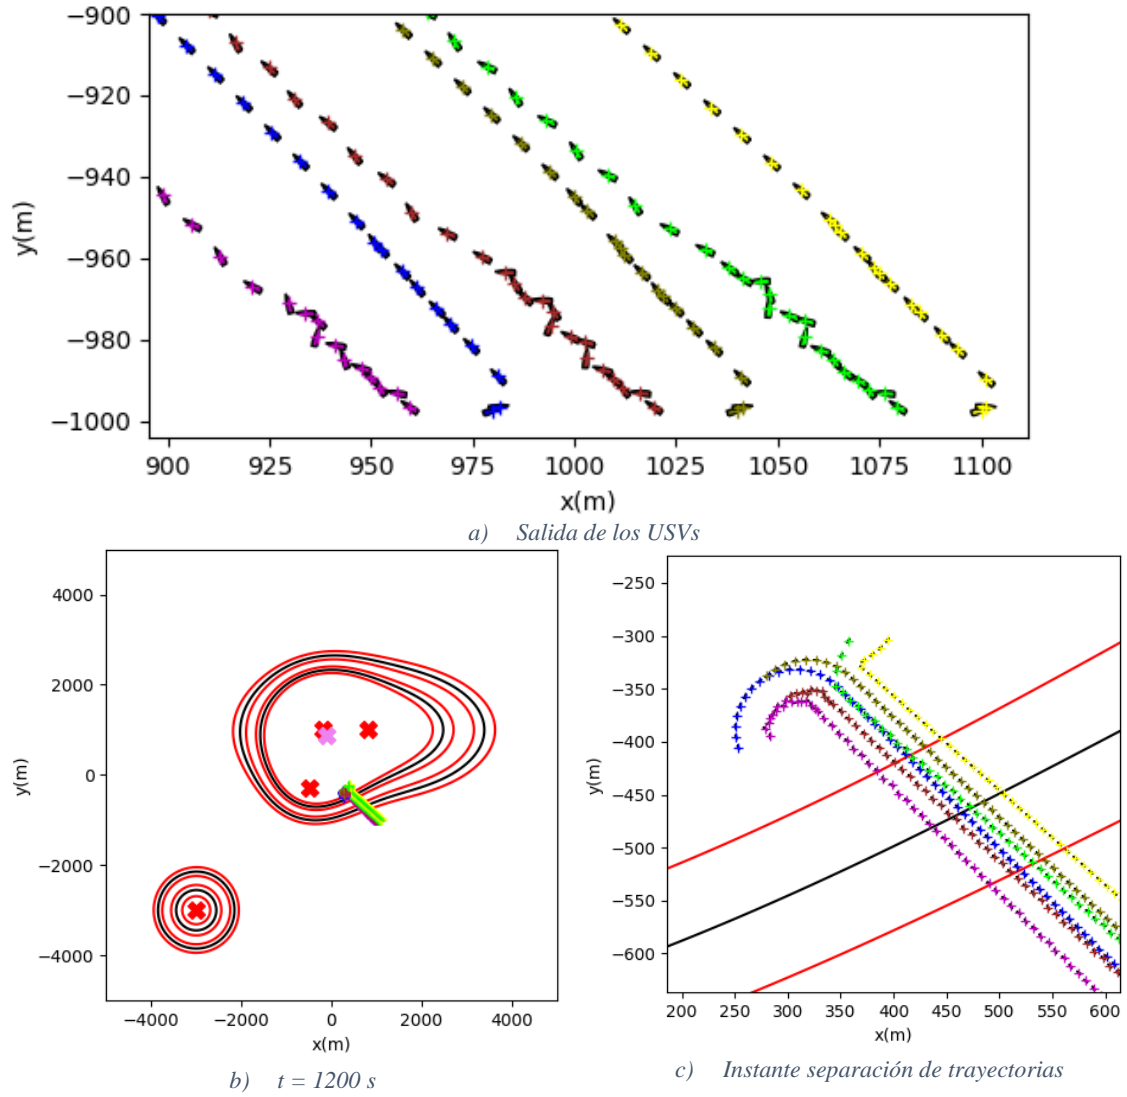 −900
−920
−940
−960
−980
−1000
y(m)
900 925 950 975 1000 1025 1050 1075 1100
x(m)
a) Salida de los USVs
4000
2000
0
−2000
−4000
y(m)
−4000 −2000 0 2000 4000
x(m)
b) t = 1200 s
−250
−300
−350
−400
−450
−500
−550
−600
y(m)
200 250 300 350 400 450 500 550 600
x(m)
c) Instante separación de trayectorias